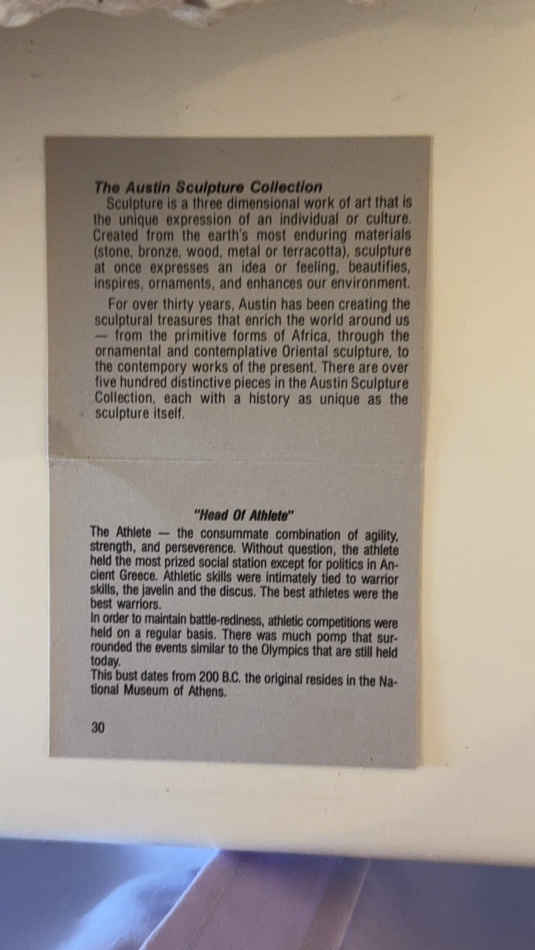 The Austin Sculpture Collection
Sculpture is a three dimensional work of art that is
the unique expression of an individual or culture.
Created from the earth's most enduring materials
(stone, bronze, wood, metal or terracotta), sculpture
at once expresses an idea or feeling, beautifies,
inspires, ornaments, and enhances our environment.
For over thirty years, Austin has been creating the
sculptural treasures that enrich the world around us
— from the primitive forms of Africa, through the
ornamental and contemplative Oriental sculpture, to
the contempory works of the present. There are over
five hundred distinctive pieces in the Austin Sculpture
Collection, each with a history as unique as the
sculpture itself.
"Head Of Athlete"
The Athlete — the consummate combination of agility,
strength, and perseverence. Without question, the athlete
held the most prized social station except for politics in An-
cient Greece. Athletic skills were intimately tied to warrior
skills, the javelin and the discus. The best athletes were the
best warriors.
In order to maintain battle-rediness, athletic competitions were
held on a regular basis. There was much pomp that sur-
rounded the events similar to the Olympics that are still held
today.
This bust dates from 200 B.C. the original resides in the Na-
tional Museum of Athens.
30